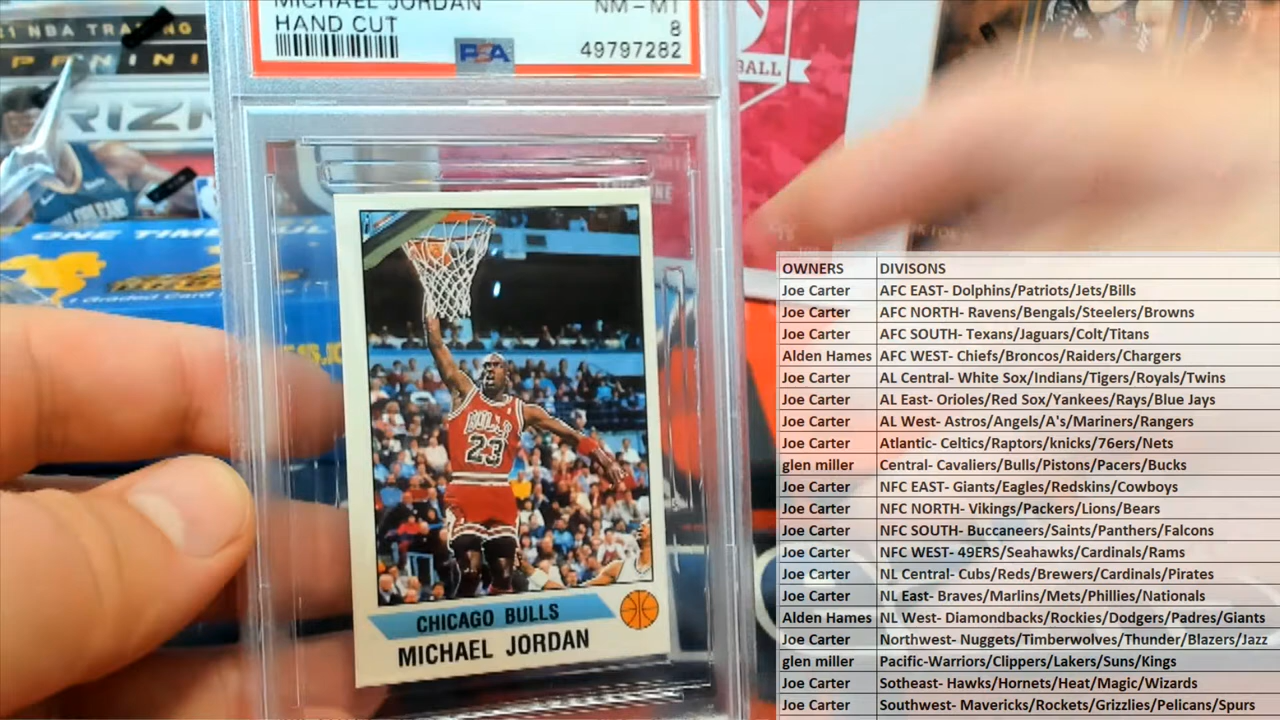 MICHAEL JORDAN
NM-MT
HAND CUT
8
PSA
49797282
21 NBA TRADING
PANINI
RIZM
BALL
ONE TIM
1 Graded Card
BULLS
23
CHICAGO BULLS
MICHAEL JORDAN
OWNERS DIVISONS
Joe Carter AFC EAST- Dolphins/Patriots/Jets/Bills
Joe Carter AFC NORTH- Ravens/Bengals/Steelers/Browns
Joe Carter AFC SOUTH- Texans/Jaguars/Colt/Titans
Alden Hames AFC WEST- Chiefs/Broncos/Raiders/Chargers
Joe Carter AL Central- White Sox/Indians/Tigers/Royals/Twins
Joe Carter AL East- Orioles/Red Sox/Yankees/Rays/Blue Jays
Joe Carter AL West- Astros/Angels/A's/Mariners/Rangers
Joe Carter Atlantic- Celtics/Raptors/knicks/76ers/Nets
glen miller Central- Cavaliers/Bulls/Pistons/Pacers/Bucks
Joe Carter NFC EAST- Giants/Eagles/Redskins/Cowboys
Joe Carter NFC NORTH- Vikings/Packers/Lions/Bears
Joe Carter NFC SOUTH- Buccaneers/Saints/Panthers/Falcons
Joe Carter NFC WEST- 49ERS/Seahawks/Cardinals/Rams
Joe Carter NL Central- Cubs/Reds/Brewers/Cardinals/Pirates
Joe Carter NL East- Braves/Marlins/Mets/Phillies/Nationals
Alden Hames NL West- Diamondbacks/Rockies/Dodgers/Padres/Giants
Joe Carter Northwest- Nuggets/Timberwolves/Thunder/Blazers/Jazz
glen miller Pacific-Warriors/Clippers/Lakers/Suns/Kings
Joe Carter Sotheast- Hawks/Hornets/Heat/Magic/Wizards
Joe Carter Southwest- Mavericks/Rockets/Grizzlies/Pelicans/Spurs